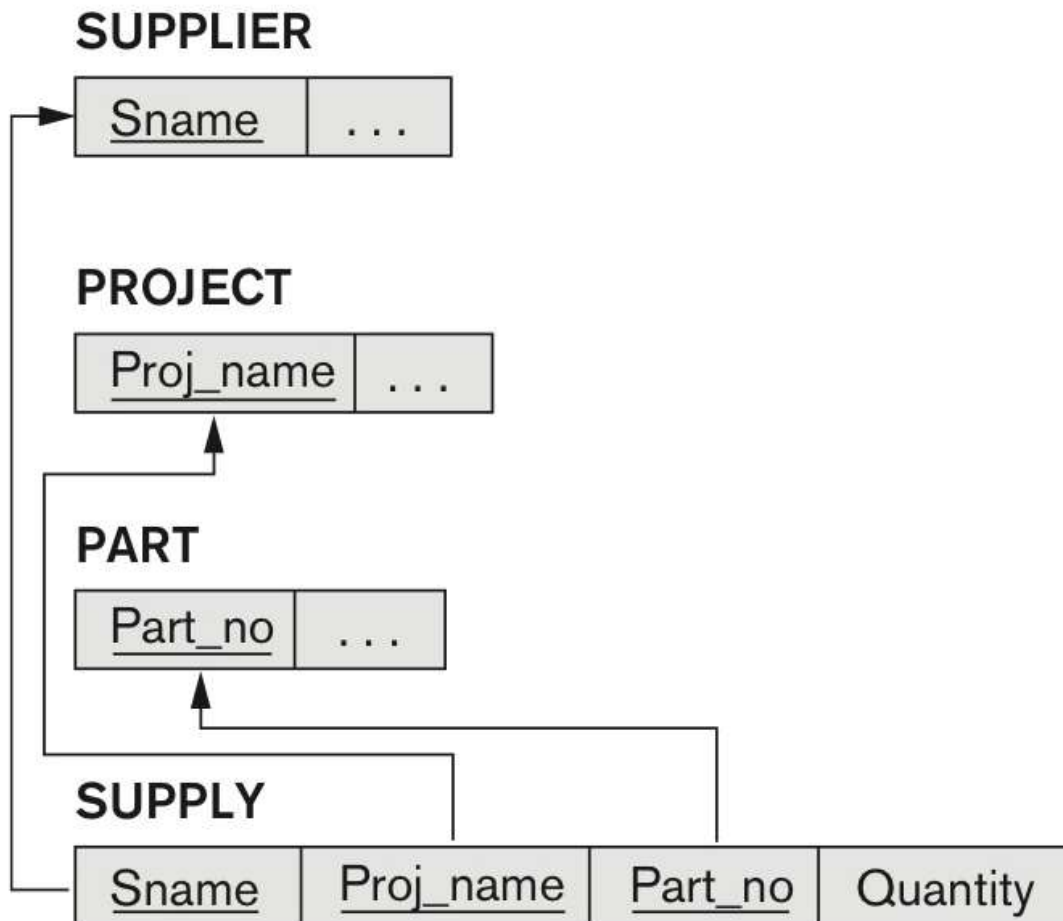 SUPPLIER
Sname ...
PROJECT
Proj_name ...
PART
Part_no ...
SUPPLY
Sname Proj_name Part_no Quantity